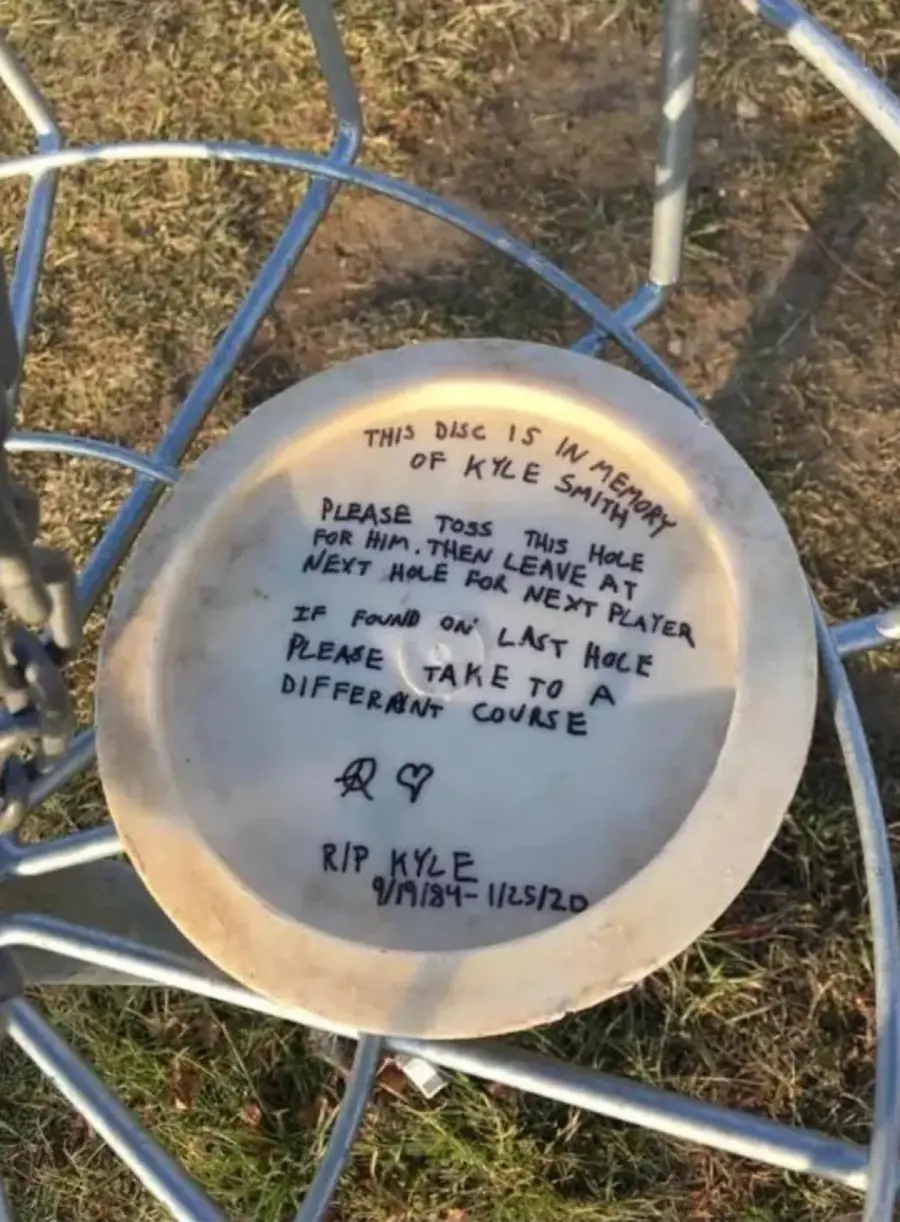 THIS DISC IS IN MEMORY
OF KYLE SMITH
PLEASE TOSS THIS HOLE
FOR HIM. THEN LEAVE AT
NEXT HOLE FOR NEXT PLAYER
IF FOUND ON LAST HOLE
PLEASE TAKE TO A
DIFFERANT COURSE
RIP KYLE
9/19/84-1/25/20